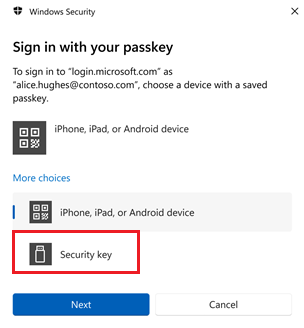 Windows Security
Sign in with your passkey
To sign in to “login.microsoft.com” as
“alice.hughes@contoso.com”, choose a device with a saved
passkey.
iPhone, iPad, or Android device
More choices
iPhone, iPad, or Android device
Security key
Next
Cancel